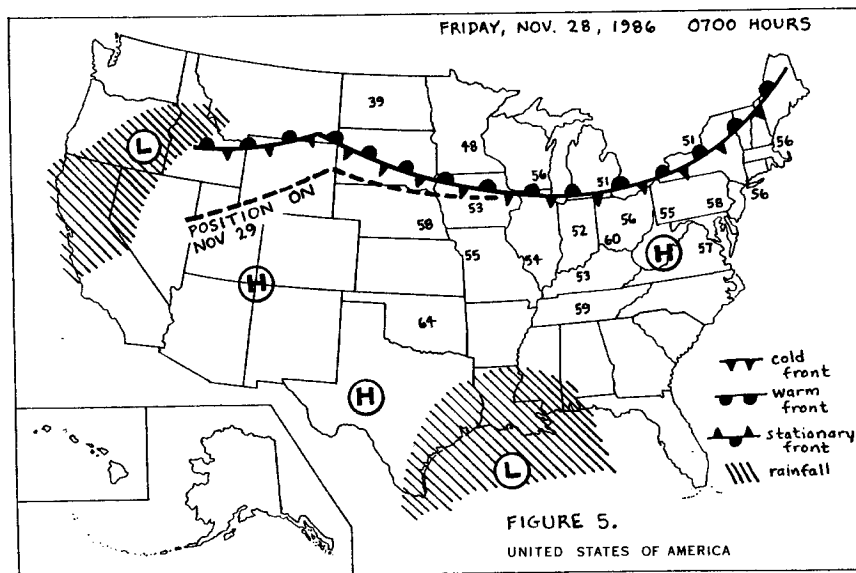 FRIDAY, NOV. 28, 1986 0700 HOURS
39
48
51
56
56
51
56
L
53
58
POSITION ON
NOV 29
52
56
55
58
60
H
57
55
54
53
H
59
64
H
L
cold
front
warm
front
stationary
front
rainfall
FIGURE 5.
UNITED STATES OF AMERICA